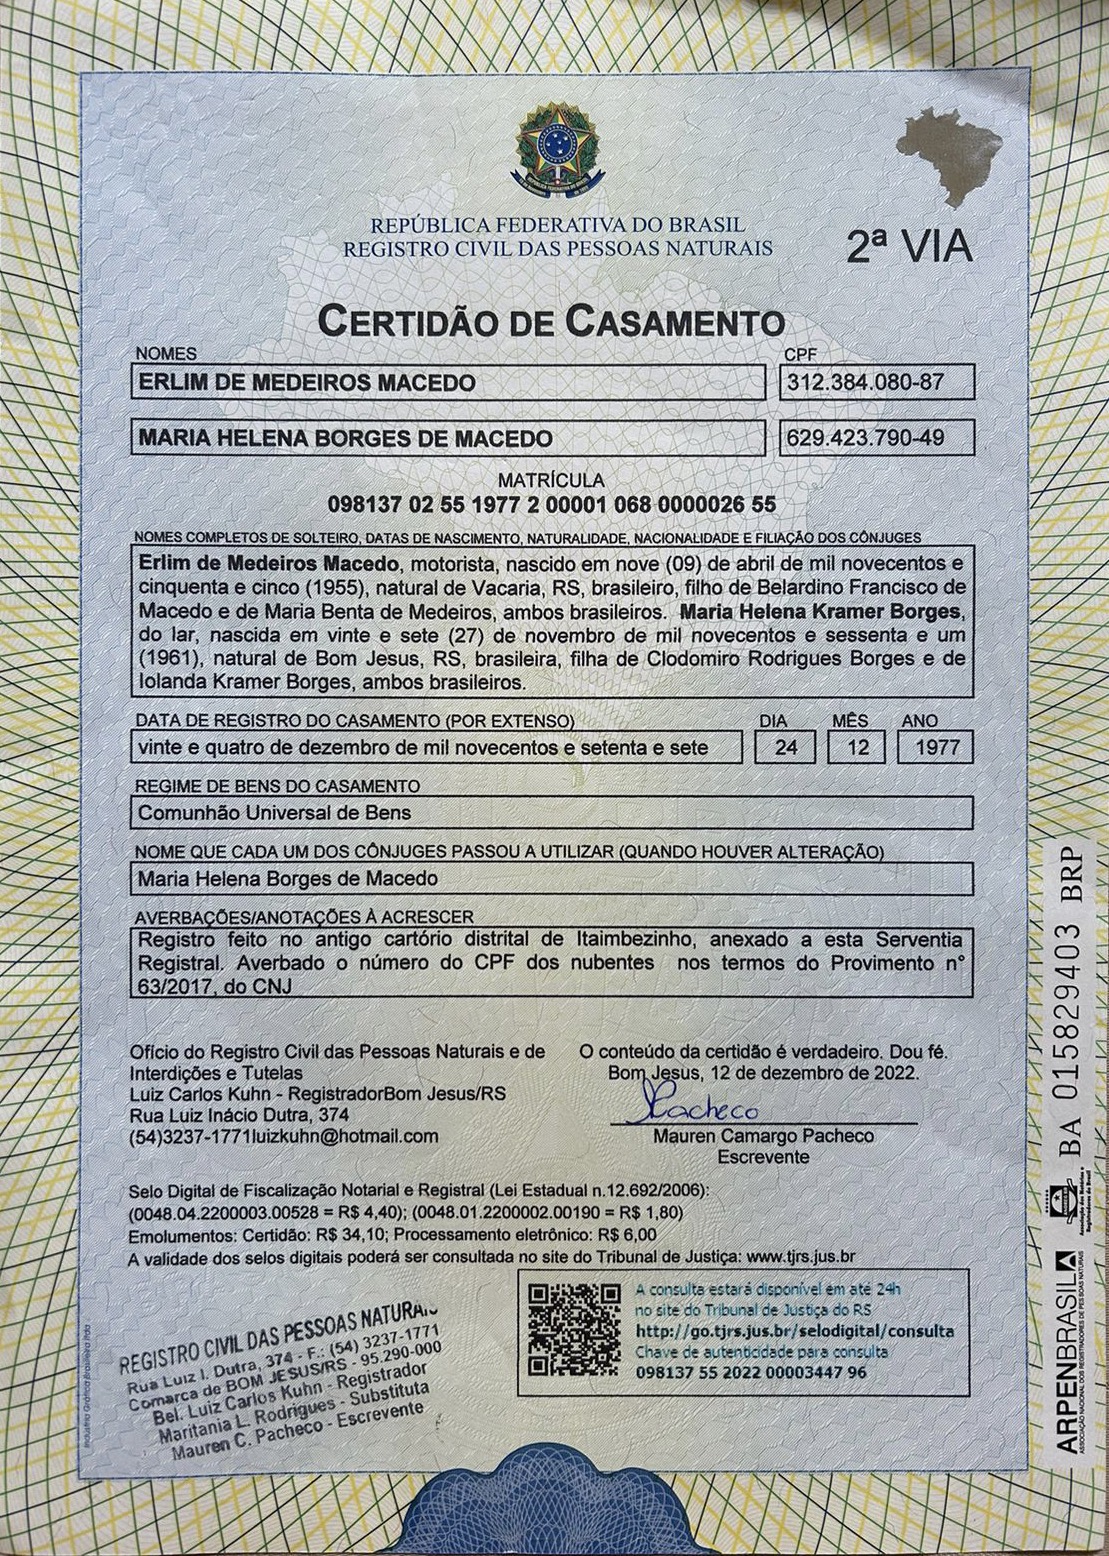 REPÚBLICA FEDERATIVA DO BRASIL
REGISTRO CIVIL DAS PESSOAS NATURAIS
2ª VIA
CERTIDÃO DE CASAMENTO
NOMES
CPF
ERLIM DE MEDEIROS MACEDO
312.384.080-87
MARIA HELENA BORGES DE MACEDO
629.423.790-49
MATRÍCULA
098137 02 55 1977 2 00001 068 0000026 55
NOMES COMPLETOS DE SOLTEIRO, DATAS DE NASCIMENTO, NATURALIDADE, NACIONALIDADE E FILIAÇÃO DOS CÔNJUGES
Erlim de Medeiros Macedo, motorista, nascido em nove (09) de abril de mil novecentos e
cinquenta e cinco (1955), natural de Vacaria, RS, brasileiro, filho de Belardino Francisco de
Macedo e de Maria Benta de Medeiros, ambos brasileiros. Maria Helena Kramer Borges,
do lar, nascida em vinte e sete (27) de novembro de mil novecentos e sessenta e um
(1961), natural de Bom Jesus, RS, brasileira, filha de Clodomiro Rodrigues Borges e de
Iolanda Kramer Borges, ambos brasileiros.
DATA DE REGISTRO DO CASAMENTO (POR EXTENSO)
DIA
MÊS
ANO
vinte e quatro de dezembro de mil novecentos e setenta e sete
24
12
1977
REGIME DE BENS DO CASAMENTO
Comunhão Universal de Bens
NOME QUE CADA UM DOS CÔNJUGES PASSOU A UTILIZAR (QUANDO HOUVER ALTERAÇÃO)
Maria Helena Borges de Macedo
AVERBAÇÕES/ANOTAÇÕES À ACRESCER
Registro feito no antigo cartório distrital de Itaimbezinho, anexado a esta Serventia
Registral. Averbado o número do CPF dos nubentes nos termos do Provimento n°
63/2017, do CNJ
Ofício do Registro Civil das Pessoas Naturais e de
Interdições e Tutelas
Luiz Carlos Kuhn - RegistradorBom Jesus/RS
Rua Luiz Inácio Dutra, 374
(54)3237-1771luizkuhn@hotmail.com
O conteúdo da certidão é verdadeiro. Dou fé.
Bom Jesus, 12 de dezembro de 2022.
Pacheco
Mauren Camargo Pacheco
Escrevente
Selo Digital de Fiscalização Notarial e Registral (Lei Estadual n.12.692/2006):
(0048.04.2200003.00528 = R$ 4,40); (0048.01.2200002.00190 = R$ 1,80)
Emolumentos: Certidão: R$ 34,10; Processamento eletrônico: R$ 6,00
A validade dos selos digitais poderá ser consultada no site do Tribunal de Justiça: www.tjrs.jus.br
A consulta estará disponível em até 24h
no site do Tribunal de Justiça do RS
http://go.tjrs.jus.br/selodigital/consulta
Chave de autenticidade para consulta
098137 55 2022 00003447 96
REGISTRO CIVIL DAS PESSOAS NATURAIS
Rua Luiz I. Dutra, 374 - F.: (54) 3237-1771
Comarca de BOM JESUS/RS - 95.290-000
Bel. Luiz Carlos Kuhn - Registrador
Maritania L. Rodrigues - Substituta
Mauren C. Pacheco - Escrevente
BA 015829403 BRP
ARPENBRASIL
ASSOCIAÇÃO NACIONAL DOS REGISTRADORES DE PESSOAS NATURAIS